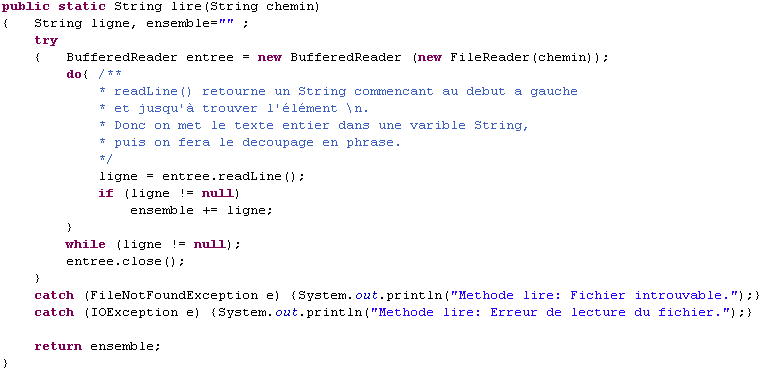 public static String lire(String chemin)
{   String ligne, ensemble="" ;
    try
    {   BufferedReader entree = new BufferedReader (new FileReader(chemin));
        do{ /**
            * readLine() retourne un String commencant au debut a gauche
            * et jusqu'à trouver l'élément \n.
            * Donc on met le texte entier dans une varible String,
            * puis on fera le decoupage en phrase.
            */
            ligne = entree.readLine();
            if (ligne != null)
                ensemble += ligne;
        }
        while (ligne != null);
        entree.close();
    }
    catch (FileNotFoundException e) {System.out.println("Methode lire: Fichier introuvable.");}
    catch (IOException e) {System.out.println("Methode lire: Erreur de lecture du fichier.");}

    return ensemble;
}